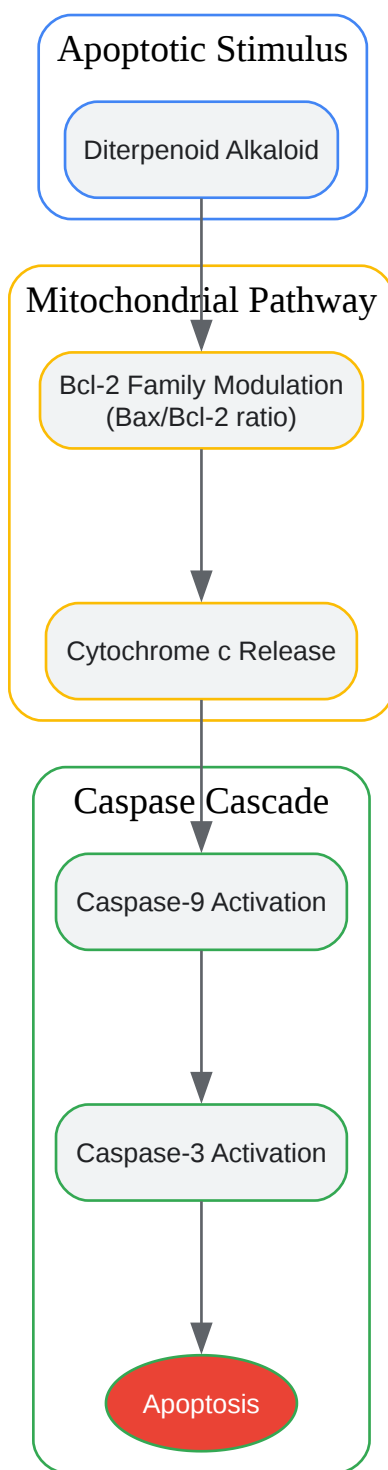 Apoptotic Stimulus
Diterpenoid Alkaloid
Mitochondrial Pathway
Bcl-2 Family Modulation
(Bax/Bcl-2 ratio)
Cytochrome c Release
Caspase Cascade
Caspase-9 Activation
Caspase-3 Activation
Apoptosis